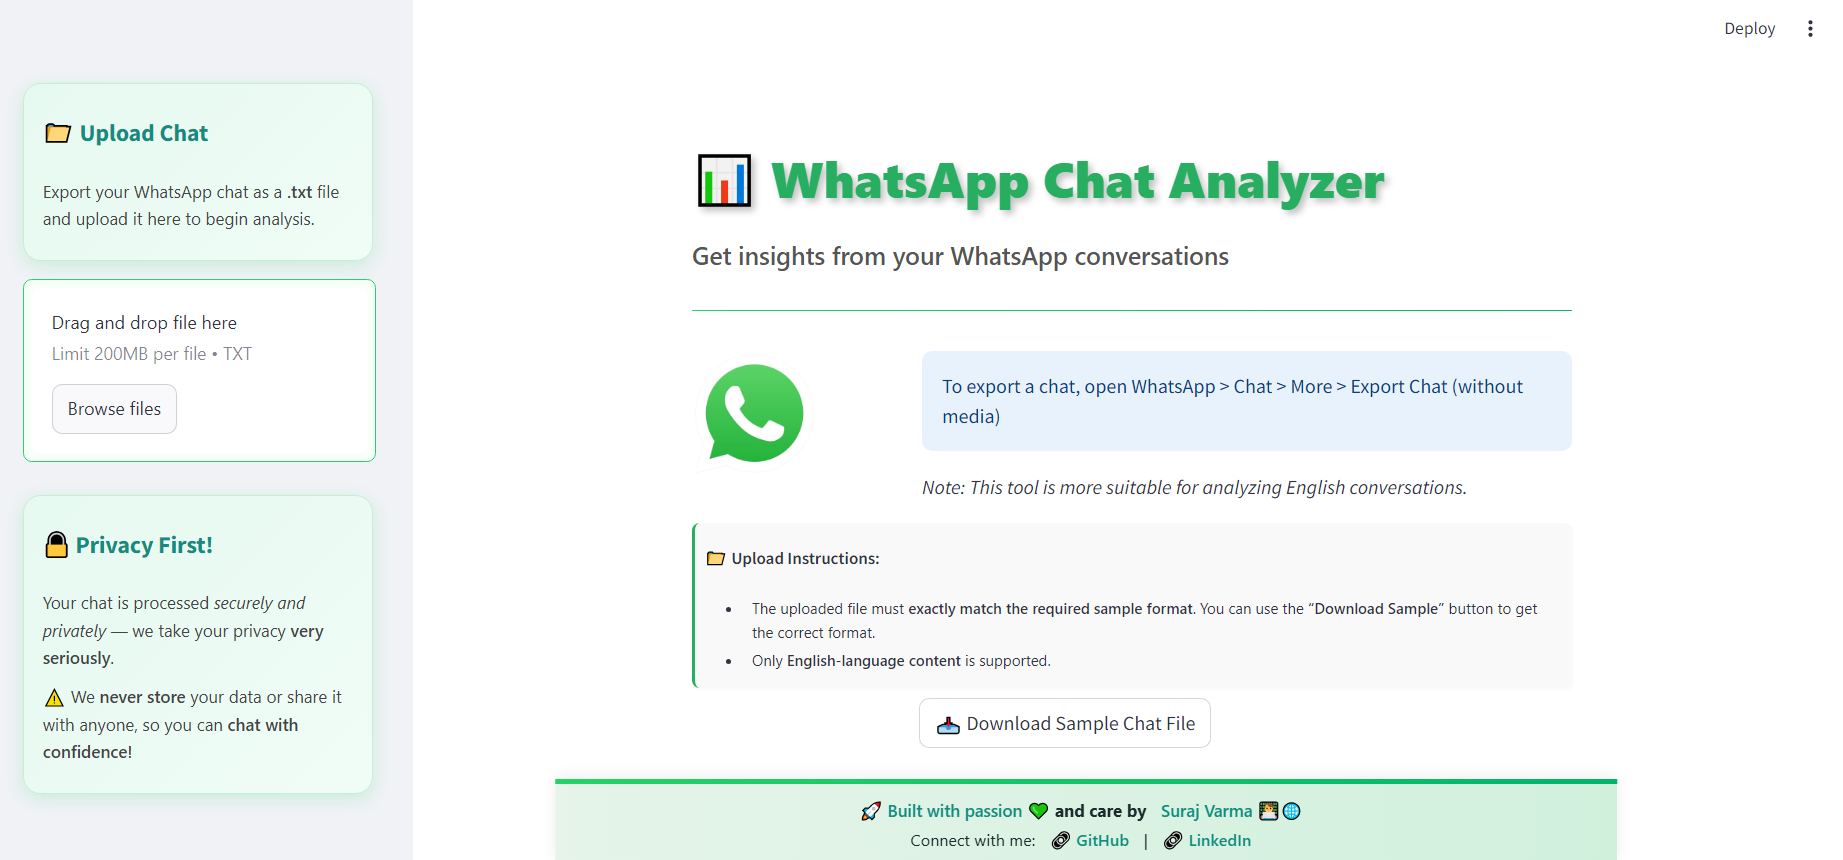 Deploy
📁 Upload Chat
Export your WhatsApp chat as a .txt file
and upload it here to begin analysis.
Drag and drop file here
Limit 200MB per file • TXT
Browse files
🔒 Privacy First!
Your chat is processed securely and
privately — we take your privacy very
seriously.
⚠️ We never store your data or share it
with anyone, so you can chat with
confidence!
📊 WhatsApp Chat Analyzer
Get insights from your WhatsApp conversations
To export a chat, open WhatsApp > Chat > More > Export Chat (without
media)
Note: This tool is more suitable for analyzing English conversations.
📁 Upload Instructions:
• The uploaded file must exactly match the required sample format. You can use the “Download Sample” button to get
the correct format.
• Only English-language content is supported.
📥 Download Sample Chat File
🚀 Built with passion 💚 and care by Suraj Varma 👨‍💻🌐
Connect with me: 🔗 GitHub | 🔗 LinkedIn